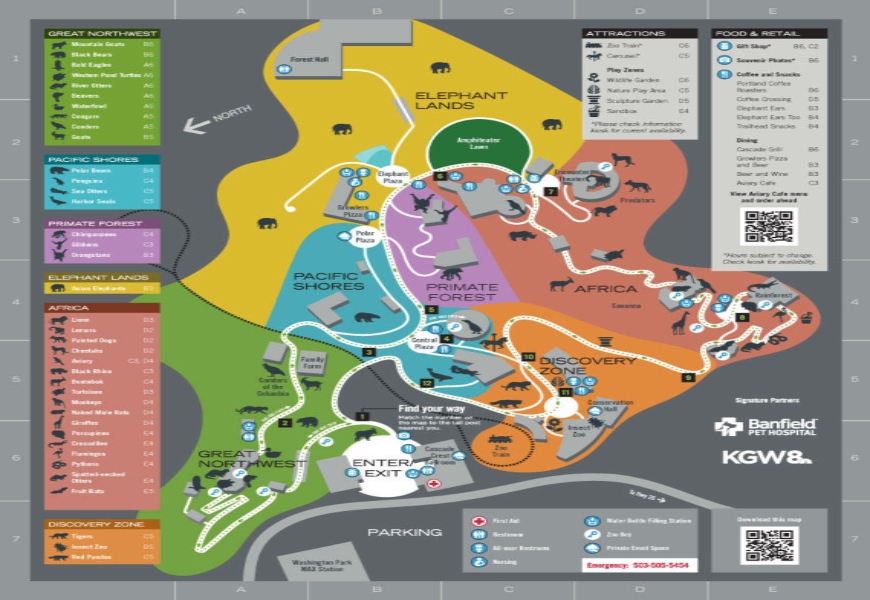 A B C D E
GREAT NORTHWEST
Mountain Goats B6
Black Bears B6
Bald Eagles A6
Western Pond Turtles A6
River Otters A6
Beavers A6
Waterfowl A6
Cougars A5
Condors A5
Goats B5
PACIFIC SHORES
Polar Bears B4
Penguins C4
Sea Otters C5
Harbor Seals C5
PRIMATE FOREST
Chimpanzees C4
Gibbons C3
Orangutans B3
ELEPHANT LANDS
Asian Elephants B2
AFRICA
Lions D3
Lemurs D2
Painted Dogs D2
Cheetahs D2
Aviary C3, D4
Black Rhino C3
Bontebok C4
Tortoises D3
Monkeys D4
Naked Mole Rats D4
Giraffes D4
Porcupines E4
Crocodiles E4
Flamingos E4
Pythons E4
Spotted-necked
Otters E4
Fruit Bats E3
DISCOVERY ZONE
Tigers C5
Insect Zoo D5
Red Pandas C5
ATTRACTIONS
Zoo Train* C6
Carousel* C5
Play Zones
Wildlife Garden C6
Nature Play Area C5
Sculpture Garden D5
Sandbox E4
*Please check information
kiosk for current availability.
FOOD & RETAIL
Gift Shop* B6, C2
Souvenir Photos* B6
Coffee and Snacks
Portland Coffee
Roasters B6
Coffee Crossing D5
Elephant Ears B3
Elephant Ears Too B4
Trailhead Snacks B4
Dining
Cascade Grill B6
Growlers Pizza
and Beer B3
Beer and Wine B3
Aviary Cafe C3
View Aviary Cafe menu
and order ahead
*Hours subject to change.
Check kiosk for availability.
1
2
3
4
5
6
7
Forest Hall
ELEPHANT
LANDS
NORTH
Amphitheater
Lawn
Elephant
Plaza
6
7
Encounter
Theater
Predators
Growlers
Pizza
Polar
Plaza
PACIFIC
SHORES
PRIMATE
FOREST
AFRICA
Savanna
Rainforest
8
5
Central
Plaza
4
3
10
DISCOVERY
ZONE
9
Family
Farm
Condors
of the
Columbia
12
11
Conservation
Hall
Insect
Zoo
1
Find your way
Match the number on
the map to the tall post
nearest you.
2
GREAT
NORTHWEST
ENTER/
EXIT
Cascade
Crest
Zoo
Train
To Hwy 26
PARKING
Washington Park
MAX Station
Signature Partners
Banfield
PET HOSPITAL
KGW8
First Aid
Restroom
All-user Restrooms
Nursing
Water Bottle Filling Station
Zoo Key
Private Event Space
Emergency: 503-505-5454
Download this map
A B C D E